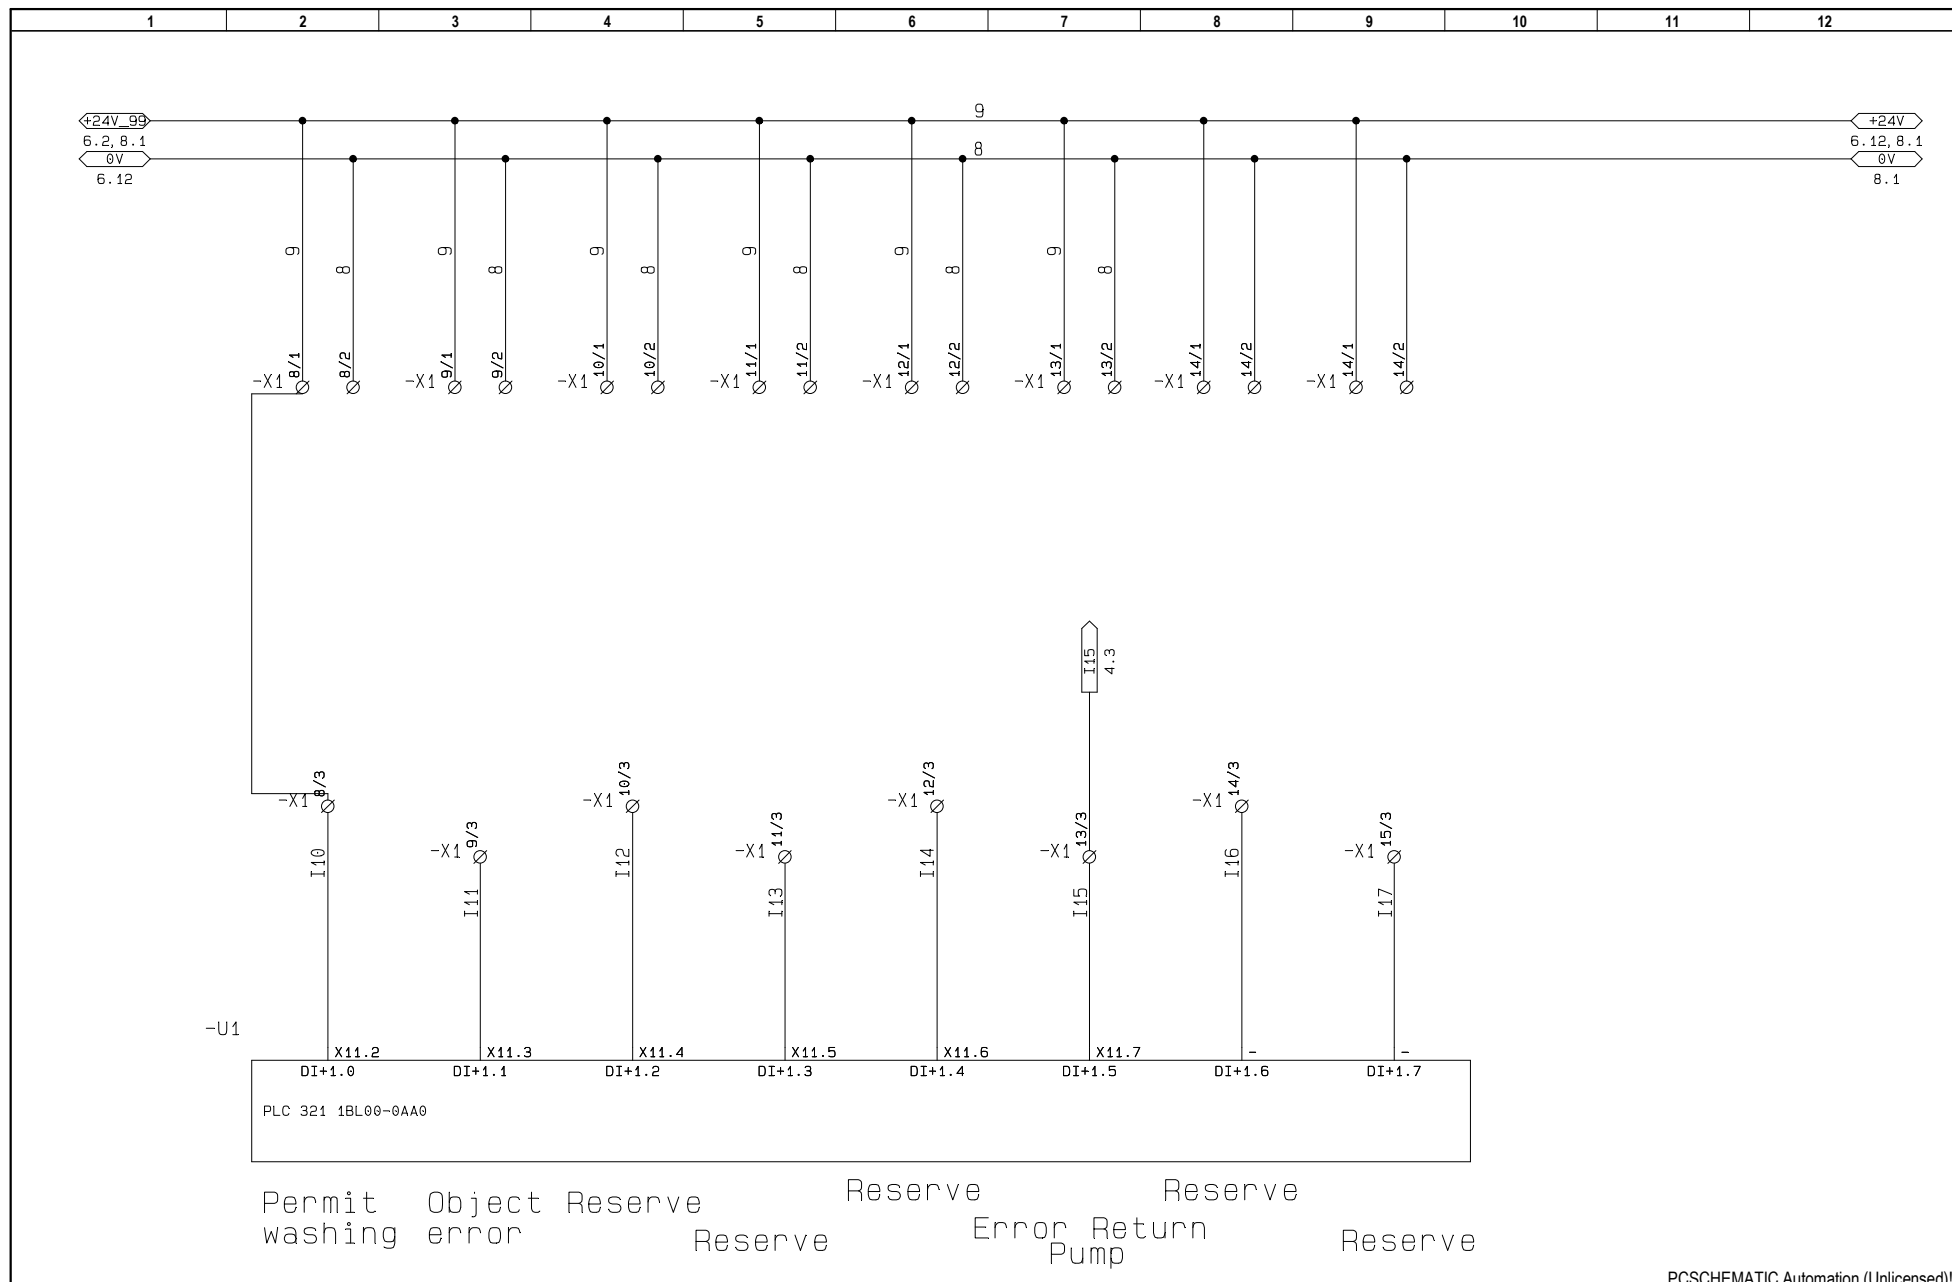 1 2 3 4 5 6 7 8 9 10 11 12
9
+24V_99 +24V
6.2,8.1 6.12,8.1
8
0V 0V
6.12 8.1
9 9 9 9 9 9
8 8 8 8 8 8
8/1 8/2 9/1 9/2 10/1 10/2 11/1 11/2 12/1 12/2 13/1 13/2 14/1 14/2 14/1 14/2
-X1 -X1 -X1 -X1 -X1 -X1 -X1 -X1
I15 4.3
8/3 10/3 12/3 14/3
-X1 -X1 -X1 -X1
9/3 11/3 13/3 15/3
-X1 -X1 -X1 -X1
I10 I12 I14 I16
I11 I13 I15 I17
-U1
X11.2 X11.3 X11.4 X11.5 X11.6 X11.7 - -
DI+1.0 DI+1.1 DI+1.2 DI+1.3 DI+1.4 DI+1.5 DI+1.6 DI+1.7
PLC 321 1BL00-0AA0
Permit
washing
Object
error
Reserve
Reserve
Reserve
Error Return
Pump
Reserve
Reserve
PCSCHEMATIC Automation (Unlicensed)